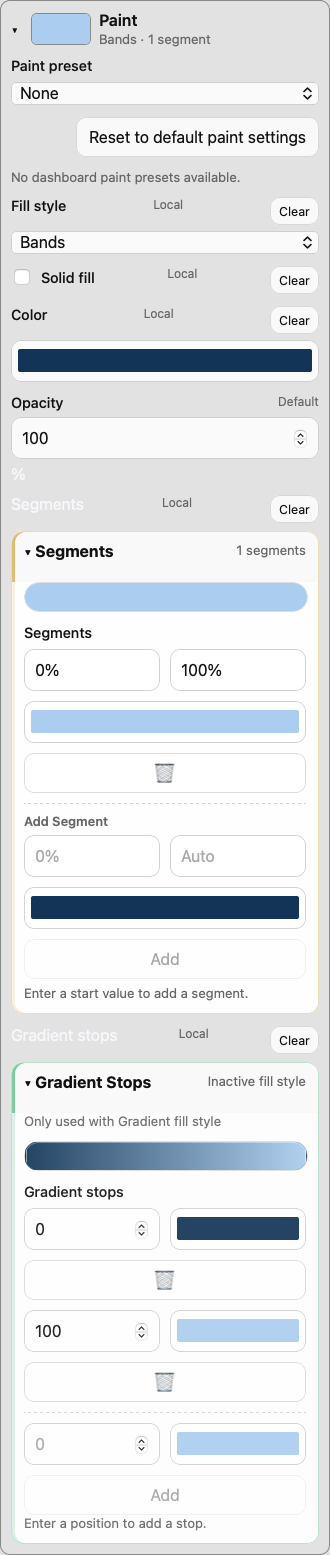 Paint
Bands · 1 segment
Paint preset
None
Reset to default paint settings
No dashboard paint presets available.
Fill style Local Clear
Bands
Solid fill Local Clear
Color Local Clear
Opacity Default
100
%
Segments Local Clear
Segments 1 segments
Segments
0% 100%
Add Segment
0% Auto
Add
Enter a start value to add a segment.
Gradient stops Local Clear
Gradient Stops Inactive fill style
Only used with Gradient fill style
Gradient stops
0
100
0
Add
Enter a position to add a stop.